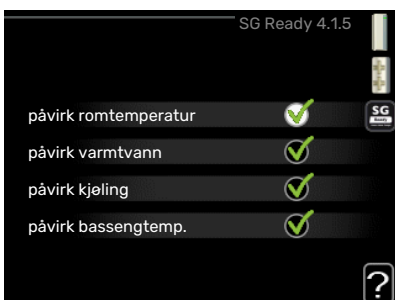 SG Ready 4.1.5
SG
Ready
påvirk romtemperatur
påvirk varmtvann
påvirk kjøling
påvirk bassengtemp.
?